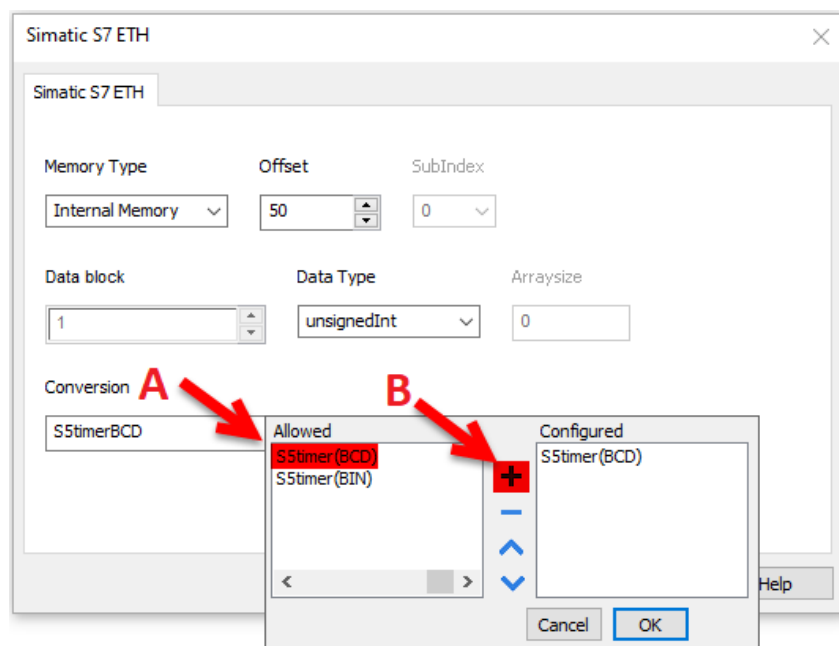 Simatic S7 ETH
Simatic S7 ETH
Memory Type Offset SubIndex
Internal Memory 50 0
Data block Data Type Arraysize
1 unsignedInt 0
Conversion A B
S5timerBCD
Allowed Configured
S5timer(BCD) S5timer(BCD)
S5timer(BIN)
Help
Cancel OK